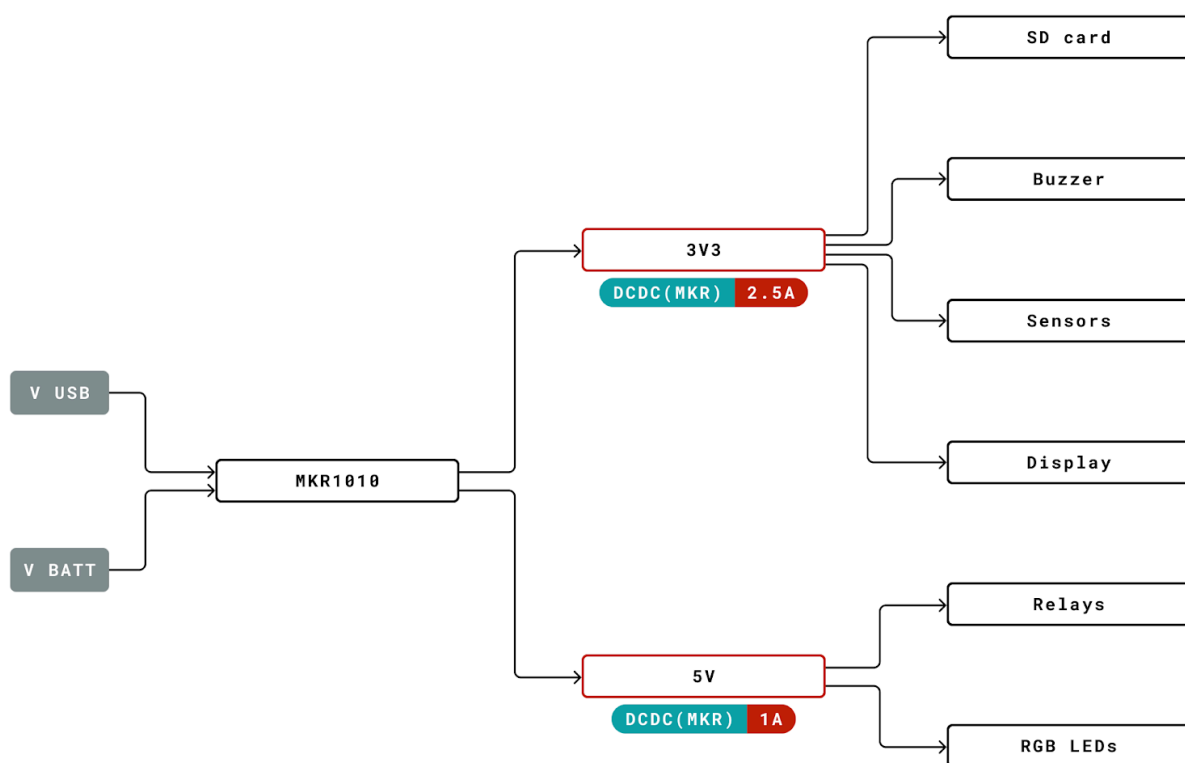 SD card
Buzzer
3V3
DCDC(MKR) 2.5A
Sensors
V USB
MKR1010
Display
V BATT
Relays
5V
DCDC(MKR) 1A
RGB LEDs